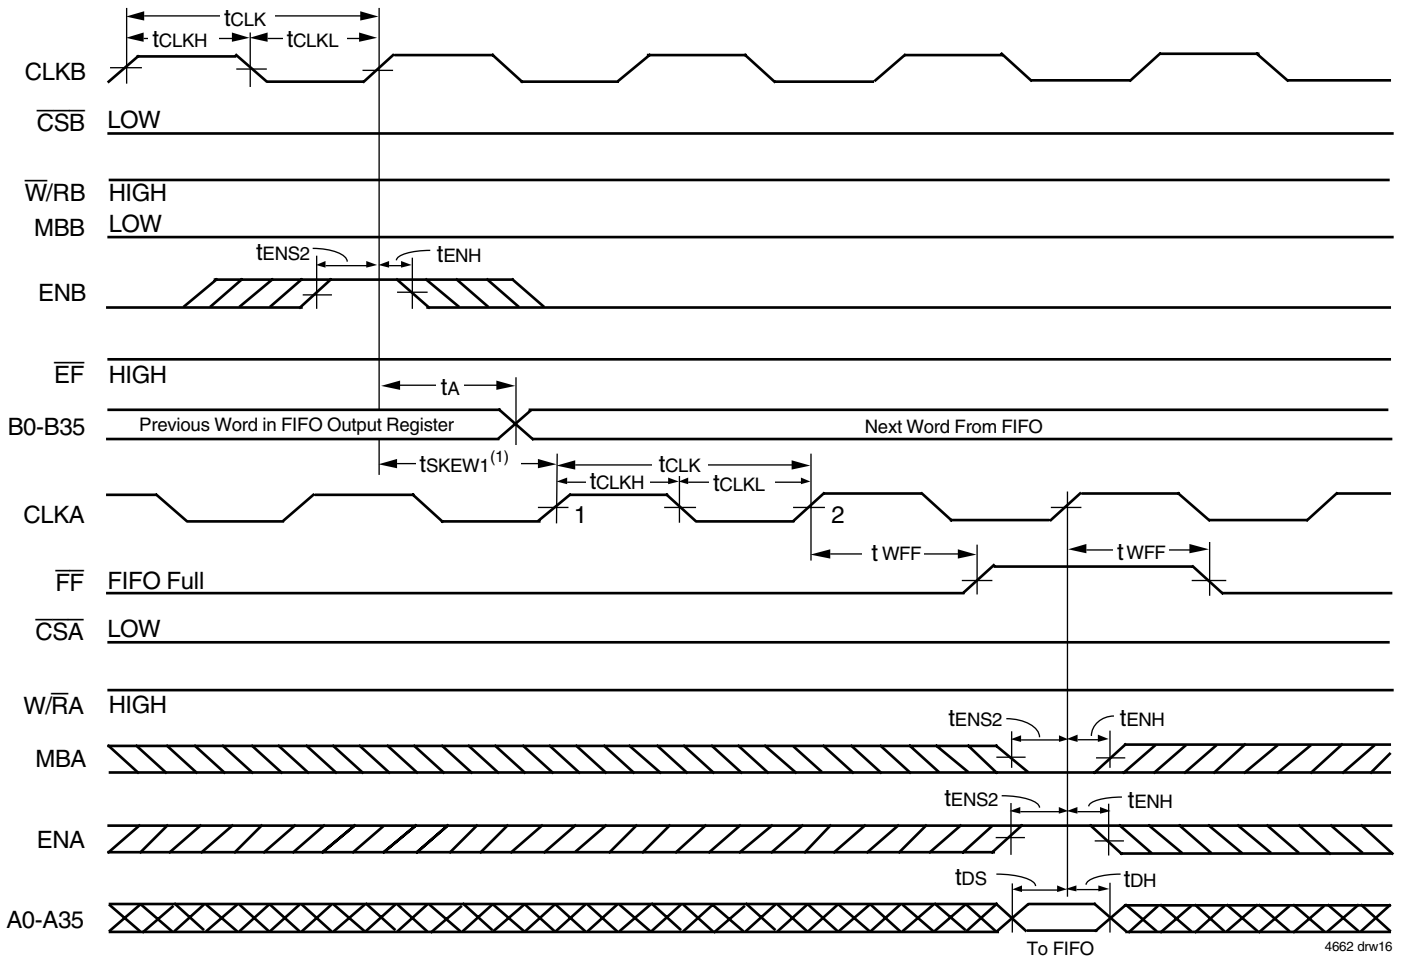 tCLK
tCLKH tCLKL
CLKB
CSB LOW
W/RB HIGH
MBB LOW
tENS2 tENH
ENB
EF HIGH
tA
B0-B35 Previous Word in FIFO Output Register Next Word From FIFO
tSKEW1(1) tCLK
tCLKH tCLKL
CLKA 1 2
tWFF tWFF
FF FIFO Full
CSA LOW
W/RA HIGH
tENS2 tENH
MBA
tENS2 tENH
ENA
tDS tDH
A0-A35
To FIFO
4662 drw16